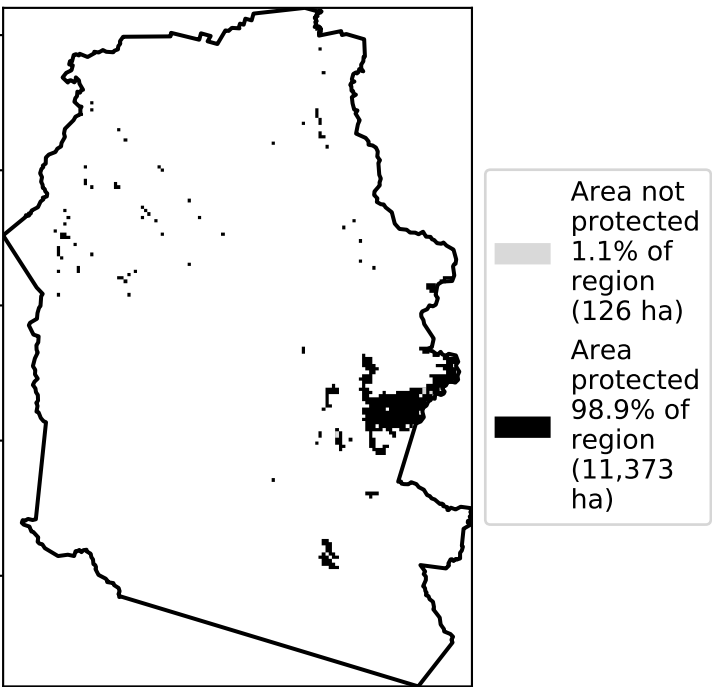 Area not
protected
1.1% of
region
(126 ha)
Area
protected
98.9% of
region
(11,373
ha)